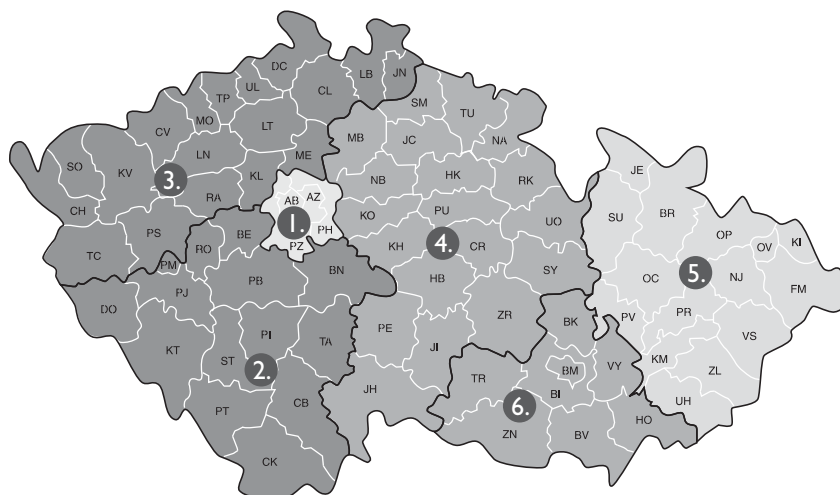 DC
LB
JN
UL
TP
CL
SM
MO
CV
LT
TU
MB
JC
NA
LN
ME
SO
KV
3.
KL
JE
NB
HK
RK
RA
AB
AZ
CH
KO
PU
SU
BR
1.
PH
UO
PS
BE
OP
RO
PZ
KH
4.
CR
OV
KI
TC
PM
BN
SY
OC
5.
NJ
PJ
PB
HB
FM
DO
PV
PR
ZR
BK
PI
PE
TA
VS
KT
ST
JI
KM
2.
BM
VY
TR
ZL
JH
BI
CB
PT
6.
UH
HO
ZN
BV
CK